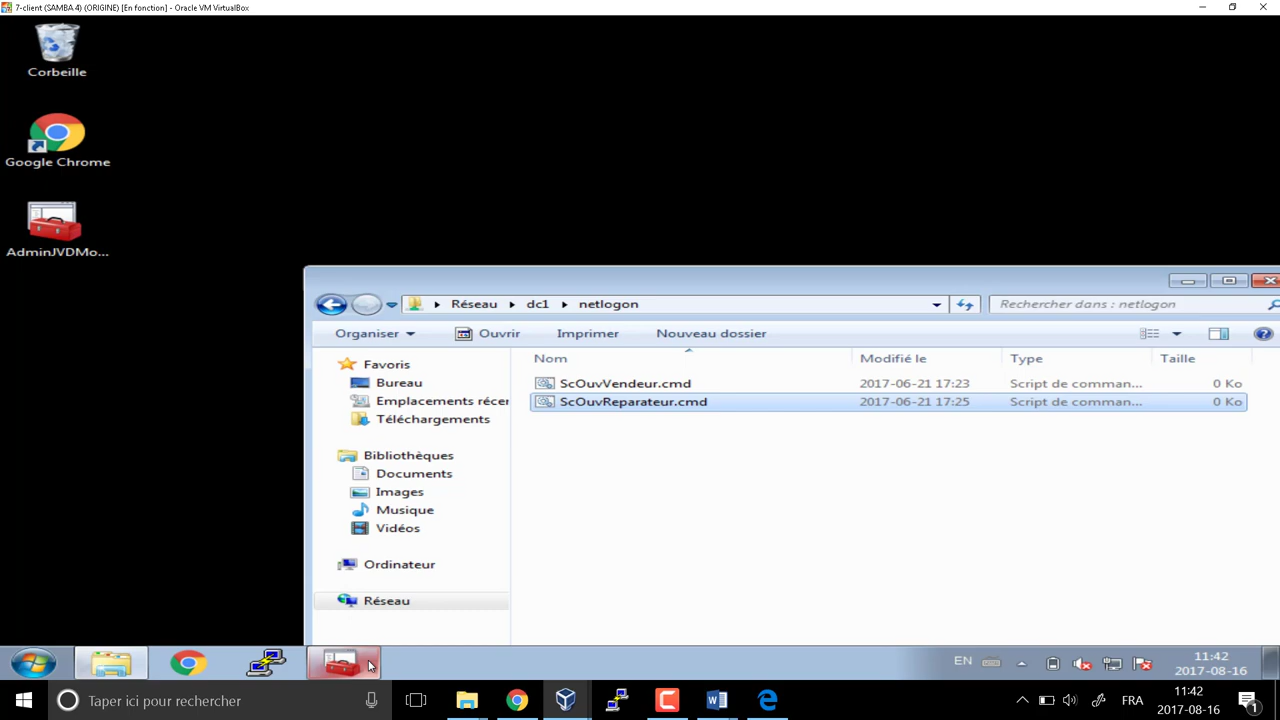 7-client (SAMBA 4) (ORIGINE) [En fonction] - Oracle VM VirtualBox
Corbeille
Google Chrome
AdminJVDMo...
Réseau dc1 netlogon
Rechercher dans : netlogon
Organiser Ouvrir Imprimer Nouveau dossier
Nom Modifié le Type Taille
Favoris
Bureau
Emplacements récer
Téléchargements
Bibliothèques
Documents
Images
Musique
Vidéos
Ordinateur
Réseau
ScOuvVendeur.cmd 2017-06-21 17:23 Script de comman... 0 Ko
ScOuvReparateur.cmd 2017-06-21 17:25 Script de comman... 0 Ko
EN
11:42
2017-08-16
Taper ici pour rechercher
FRA
11:42
2017-08-16
1